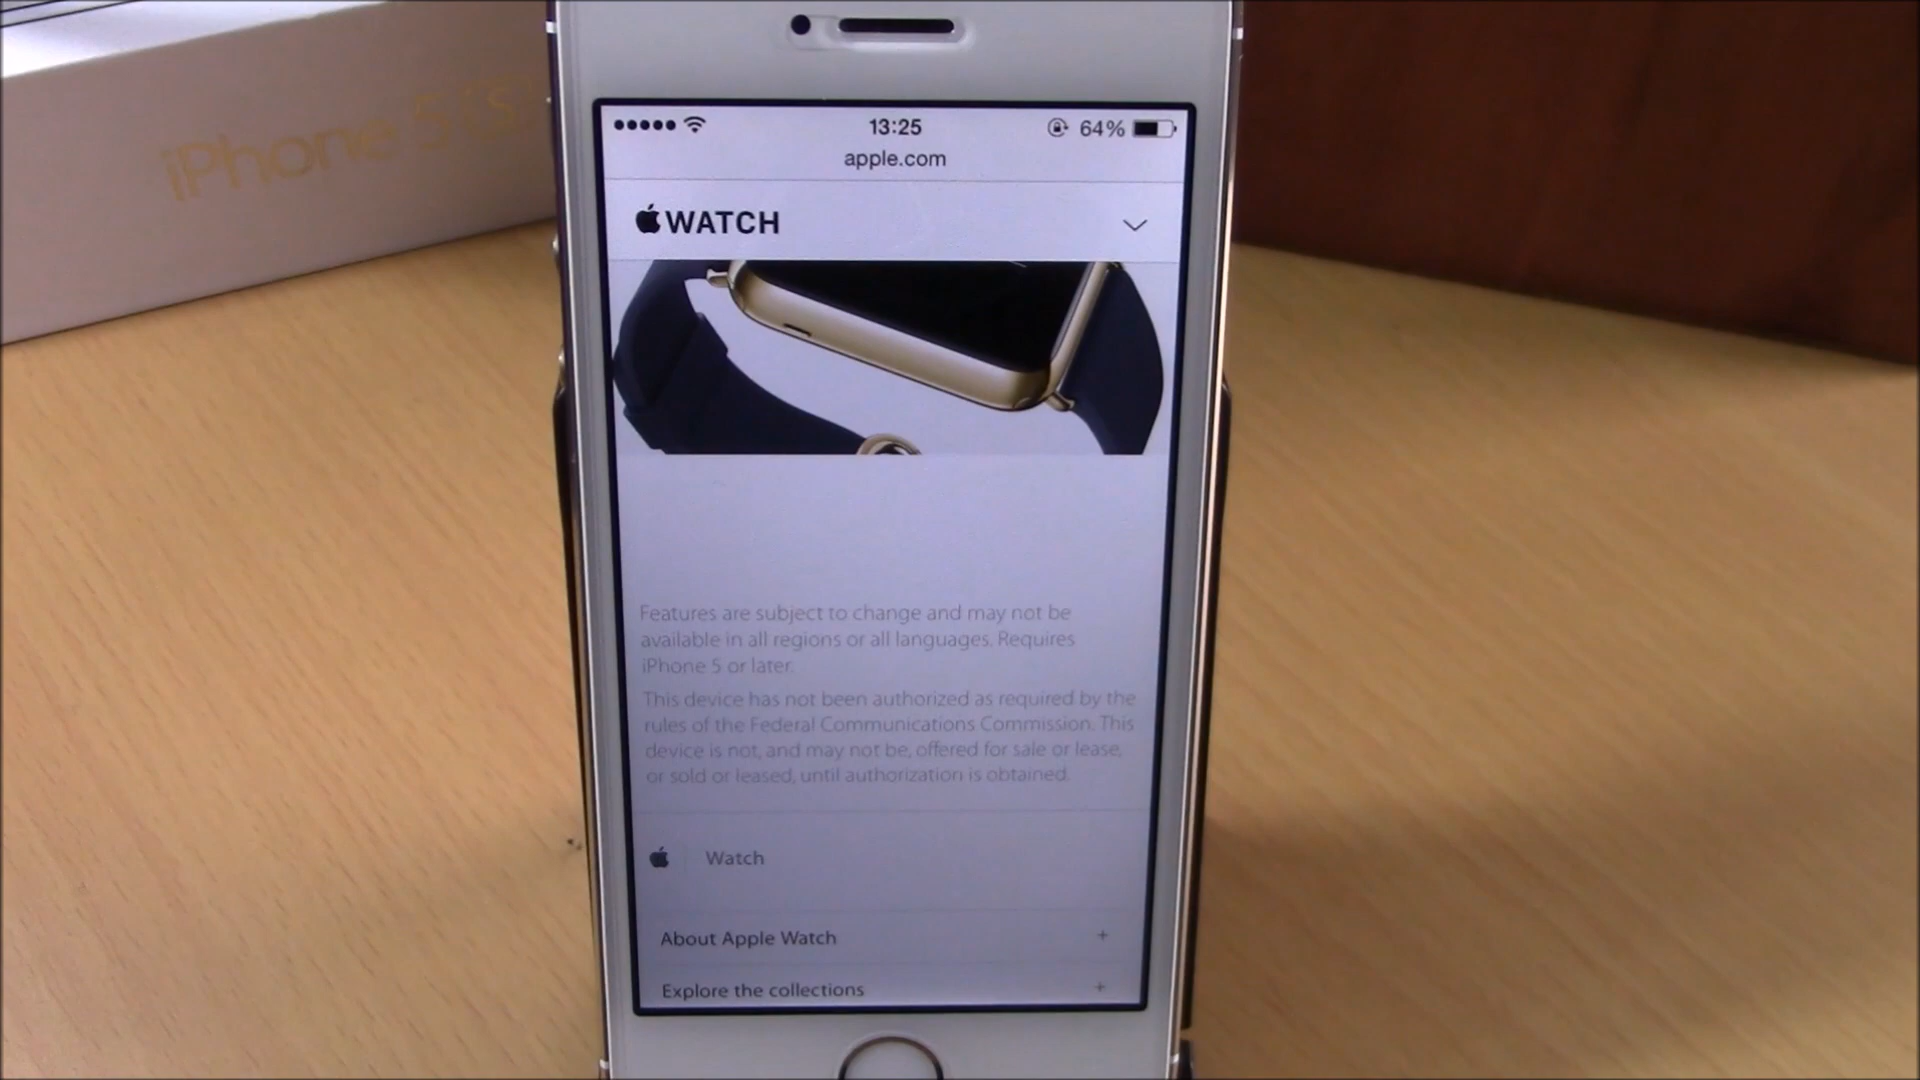 iPhone 5s
13:25
64%
apple.com
WATCH
Features are subject to change and may not be
available in all regions or all languages. Requires
iPhone 5 or later.
This device has not been authorized as required by the
rules of the Federal Communications Commission. This
device is not, and may not be, offered for sale or lease,
or sold or leased, until authorization is obtained.
Watch
About Apple Watch +
Explore the collections +